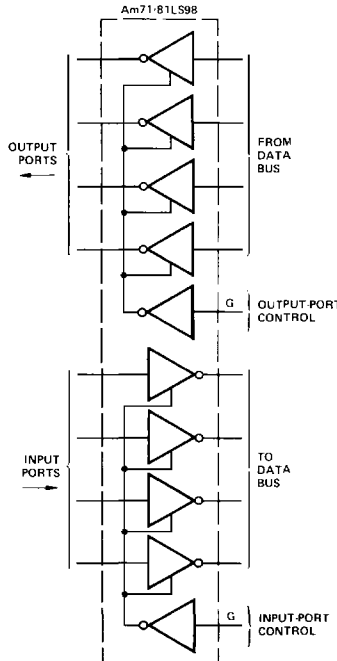 Am71/81LS98
OUTPUT
PORTS
FROM
DATA
BUS
G
OUTPUT-PORT
CONTROL
INPUT
PORTS
TO
DATA
BUS
G
INPUT-PORT
CONTROL